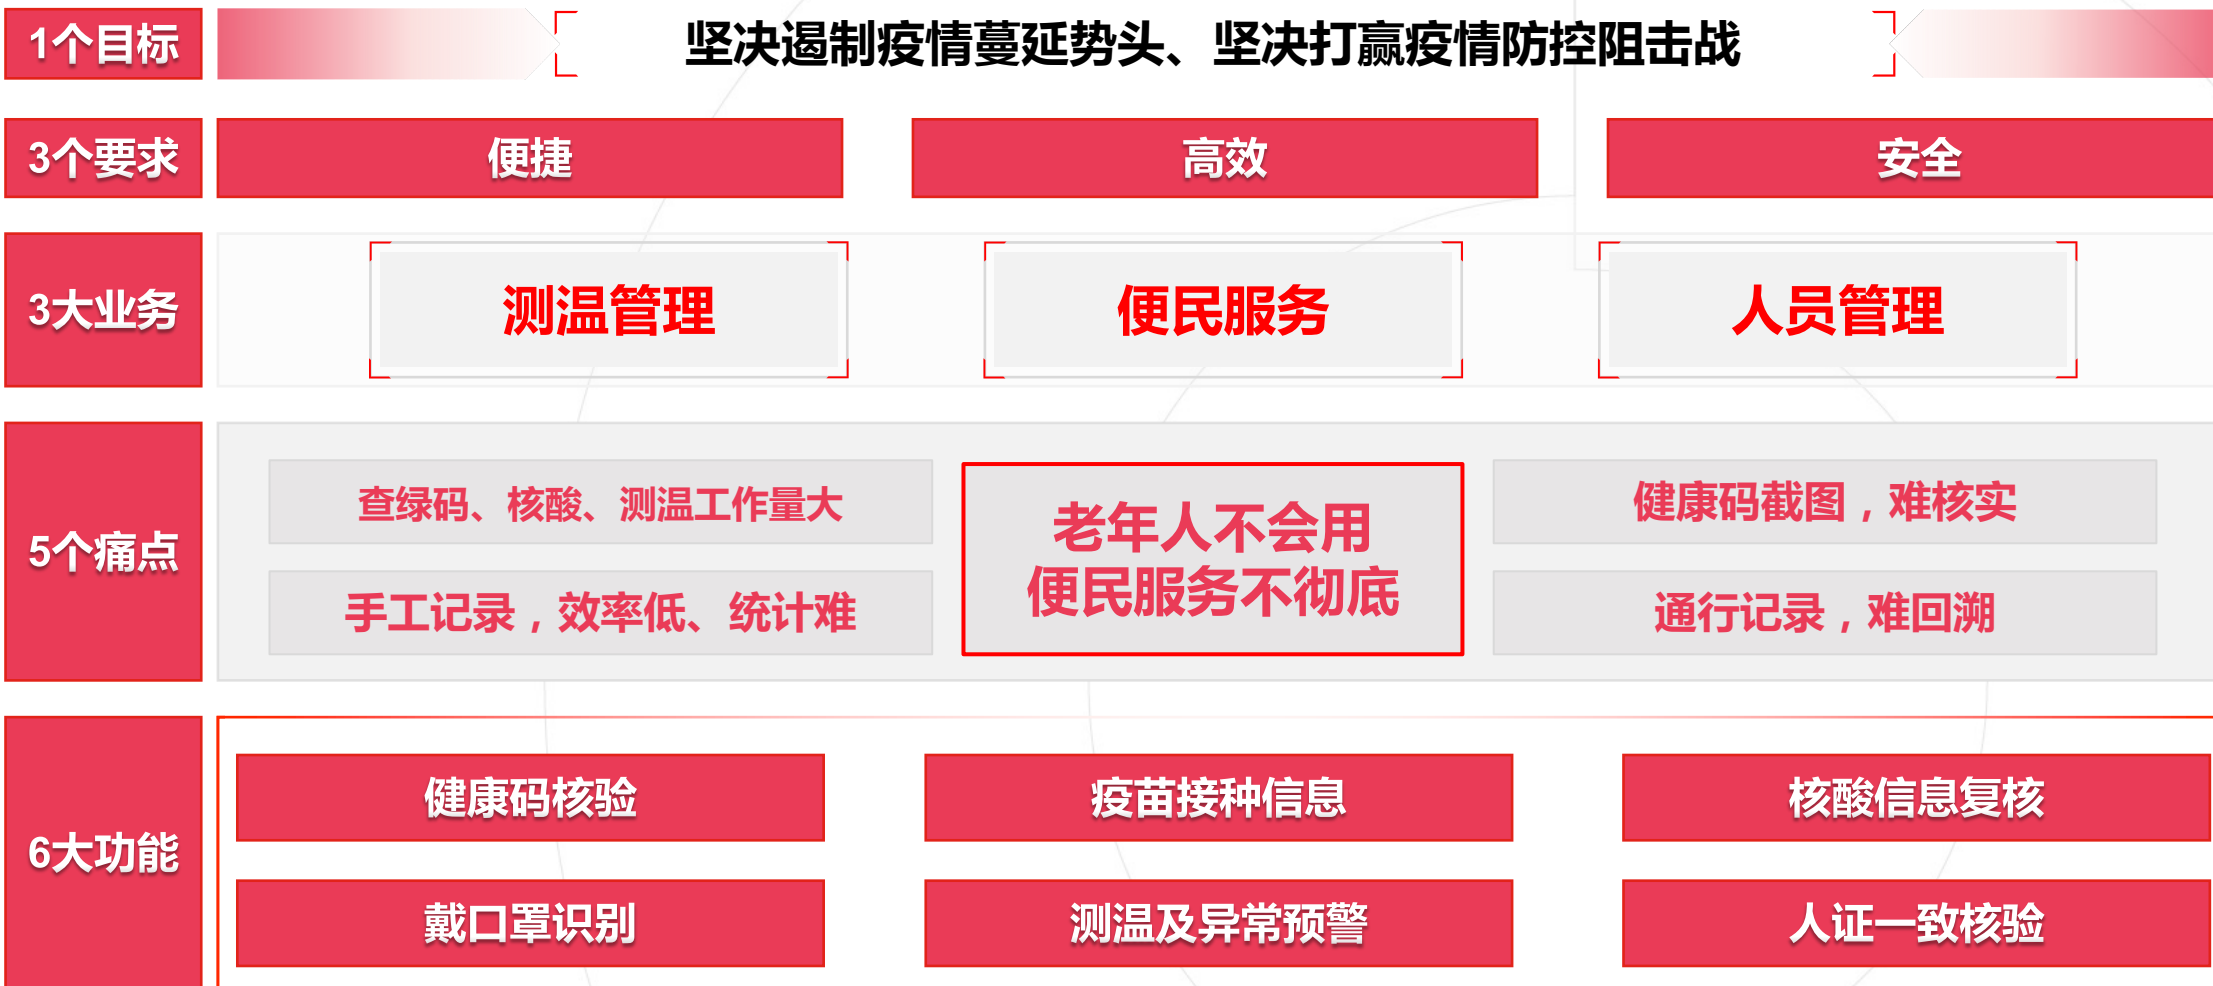 1个目标
坚决遏制疫情蔓延势头、坚决打赢疫情防控阻击战
3个要求
便捷
高效
安全
3大业务
测温管理
便民服务
人员管理
5个痛点
查绿码、核酸、测温工作量大
手工记录，效率低、统计难
老年人不会用
便民服务不彻底
健康码截图，难核实
通行记录，难回溯
6大功能
健康码核验
疫苗接种信息
核酸信息复核
戴口罩识别
测温及异常预警
人证一致核验